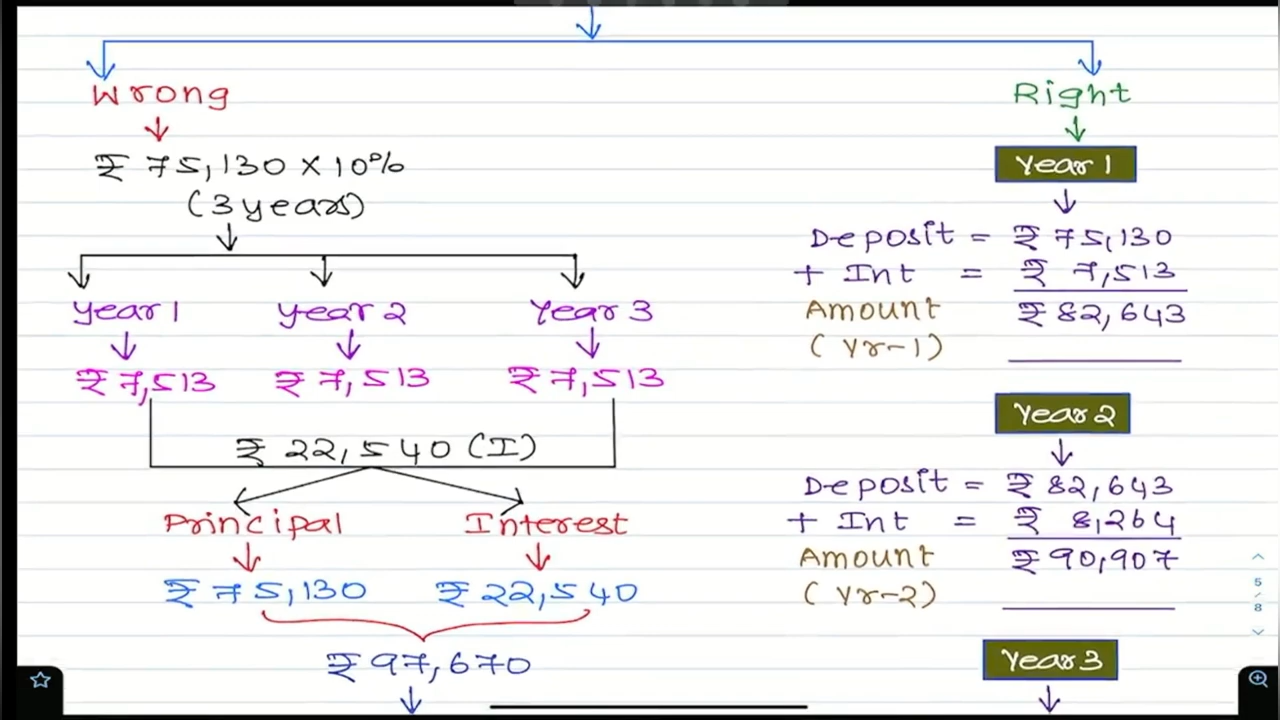 Wrong
₹ 75,130 × 10%
(3 years)
Year 1 Year 2 Year 3
₹ 7,513 ₹ 7,513 ₹ 7,513
₹ 22,540 (I)
Principal Interest
₹ 75,130 ₹ 22,540
₹ 97,670
Right
Year 1
Deposit = ₹ 75,130
+ Int = ₹ 7,513
Amount ₹ 82,643
(Yr-1)
Year 2
Deposit = ₹ 82,643
+ Int = ₹ 8,264
Amount ₹ 90,907
(Yr-2)
Year 3
5
/
8